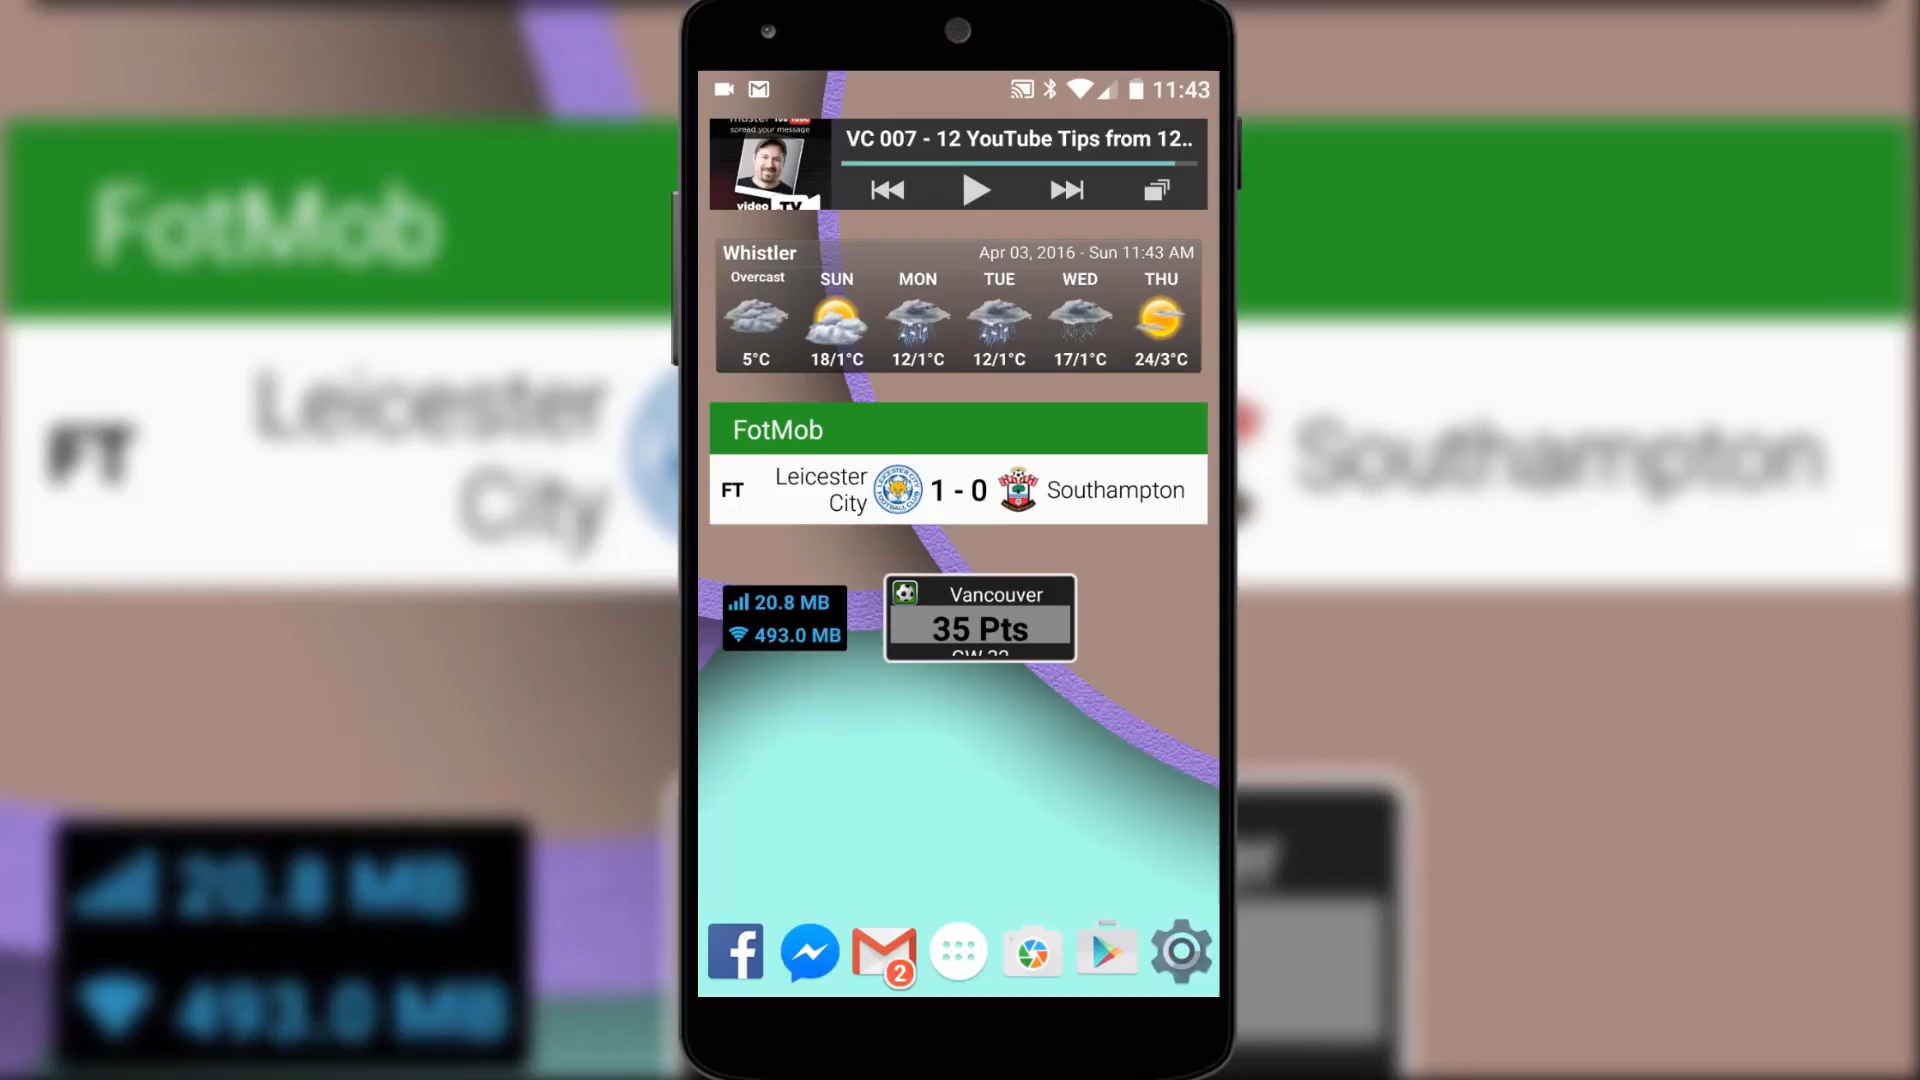 11:43
spread your message
VC 007 - 12 YouTube Tips from 12..
video TV
Whistler Apr 03, 2016 - Sun 11:43 AM
Overcast SUN MON TUE WED THU
5°C 18/1°C 12/1°C 12/1°C 17/1°C 24/3°C
FotMob
FT Leicester City 1 - 0 Southampton
20.8 MB
493.0 MB
Vancouver
35 Pts
2
FotMob
FT Leicester
City
Southampton
20.8 MB
493.0 MB